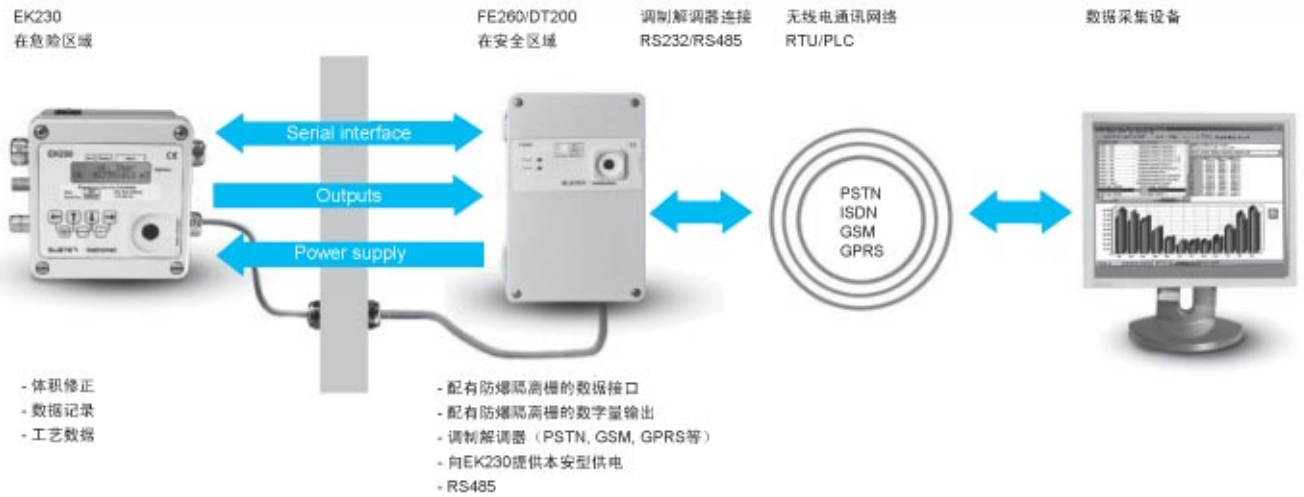 EK230
在危险区域
FE260/DT200
在安全区域
调制解调器连接
RS232/RS485
无线电通讯网络
RTU/PLC
数据采集设备
Serial interface
Outputs
Power supply
EK230
CE
PSTN
ISDN
GSM
GPRS
- 体积修正
- 数据记录
- 工艺数据
- 配有防爆隔离栅的数据接口
- 配有防爆隔离栅的数字量输出
- 调制解调器（PSTN, GSM, GPRS等）
- 向EK230提供本安型供电
- RS485